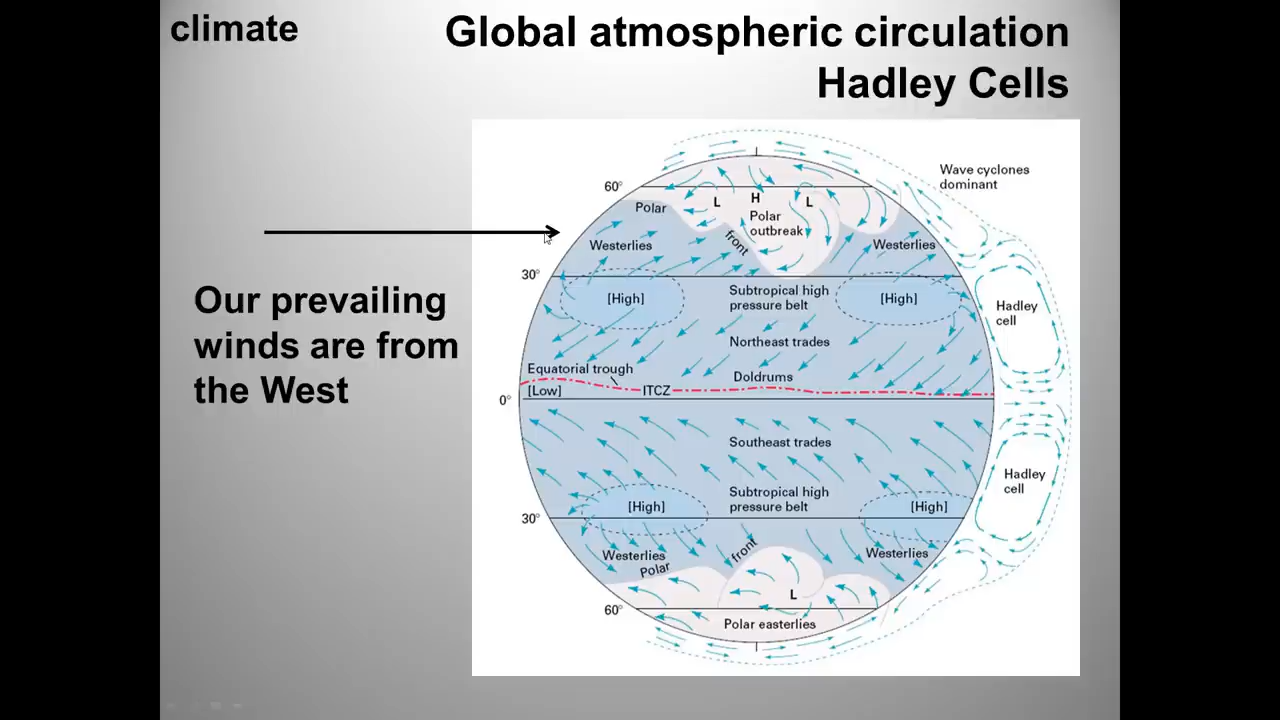 climate
Global atmospheric circulation
Hadley Cells
Our prevailing
winds are from
the West
Wave cyclones
dominant
60°
Polar
L
H
L
Polar
outbreak
front
Westerlies
Westerlies
30°
[High]
Subtropical high
pressure belt
[High]
Hadley
cell
Northeast trades
Equatorial trough
Doldrums
[Low]
ITCZ
0°
Southeast trades
Hadley
cell
[High]
Subtropical high
pressure belt
[High]
30°
Westerlies
Polar
front
Westerlies
L
60°
Polar easterlies